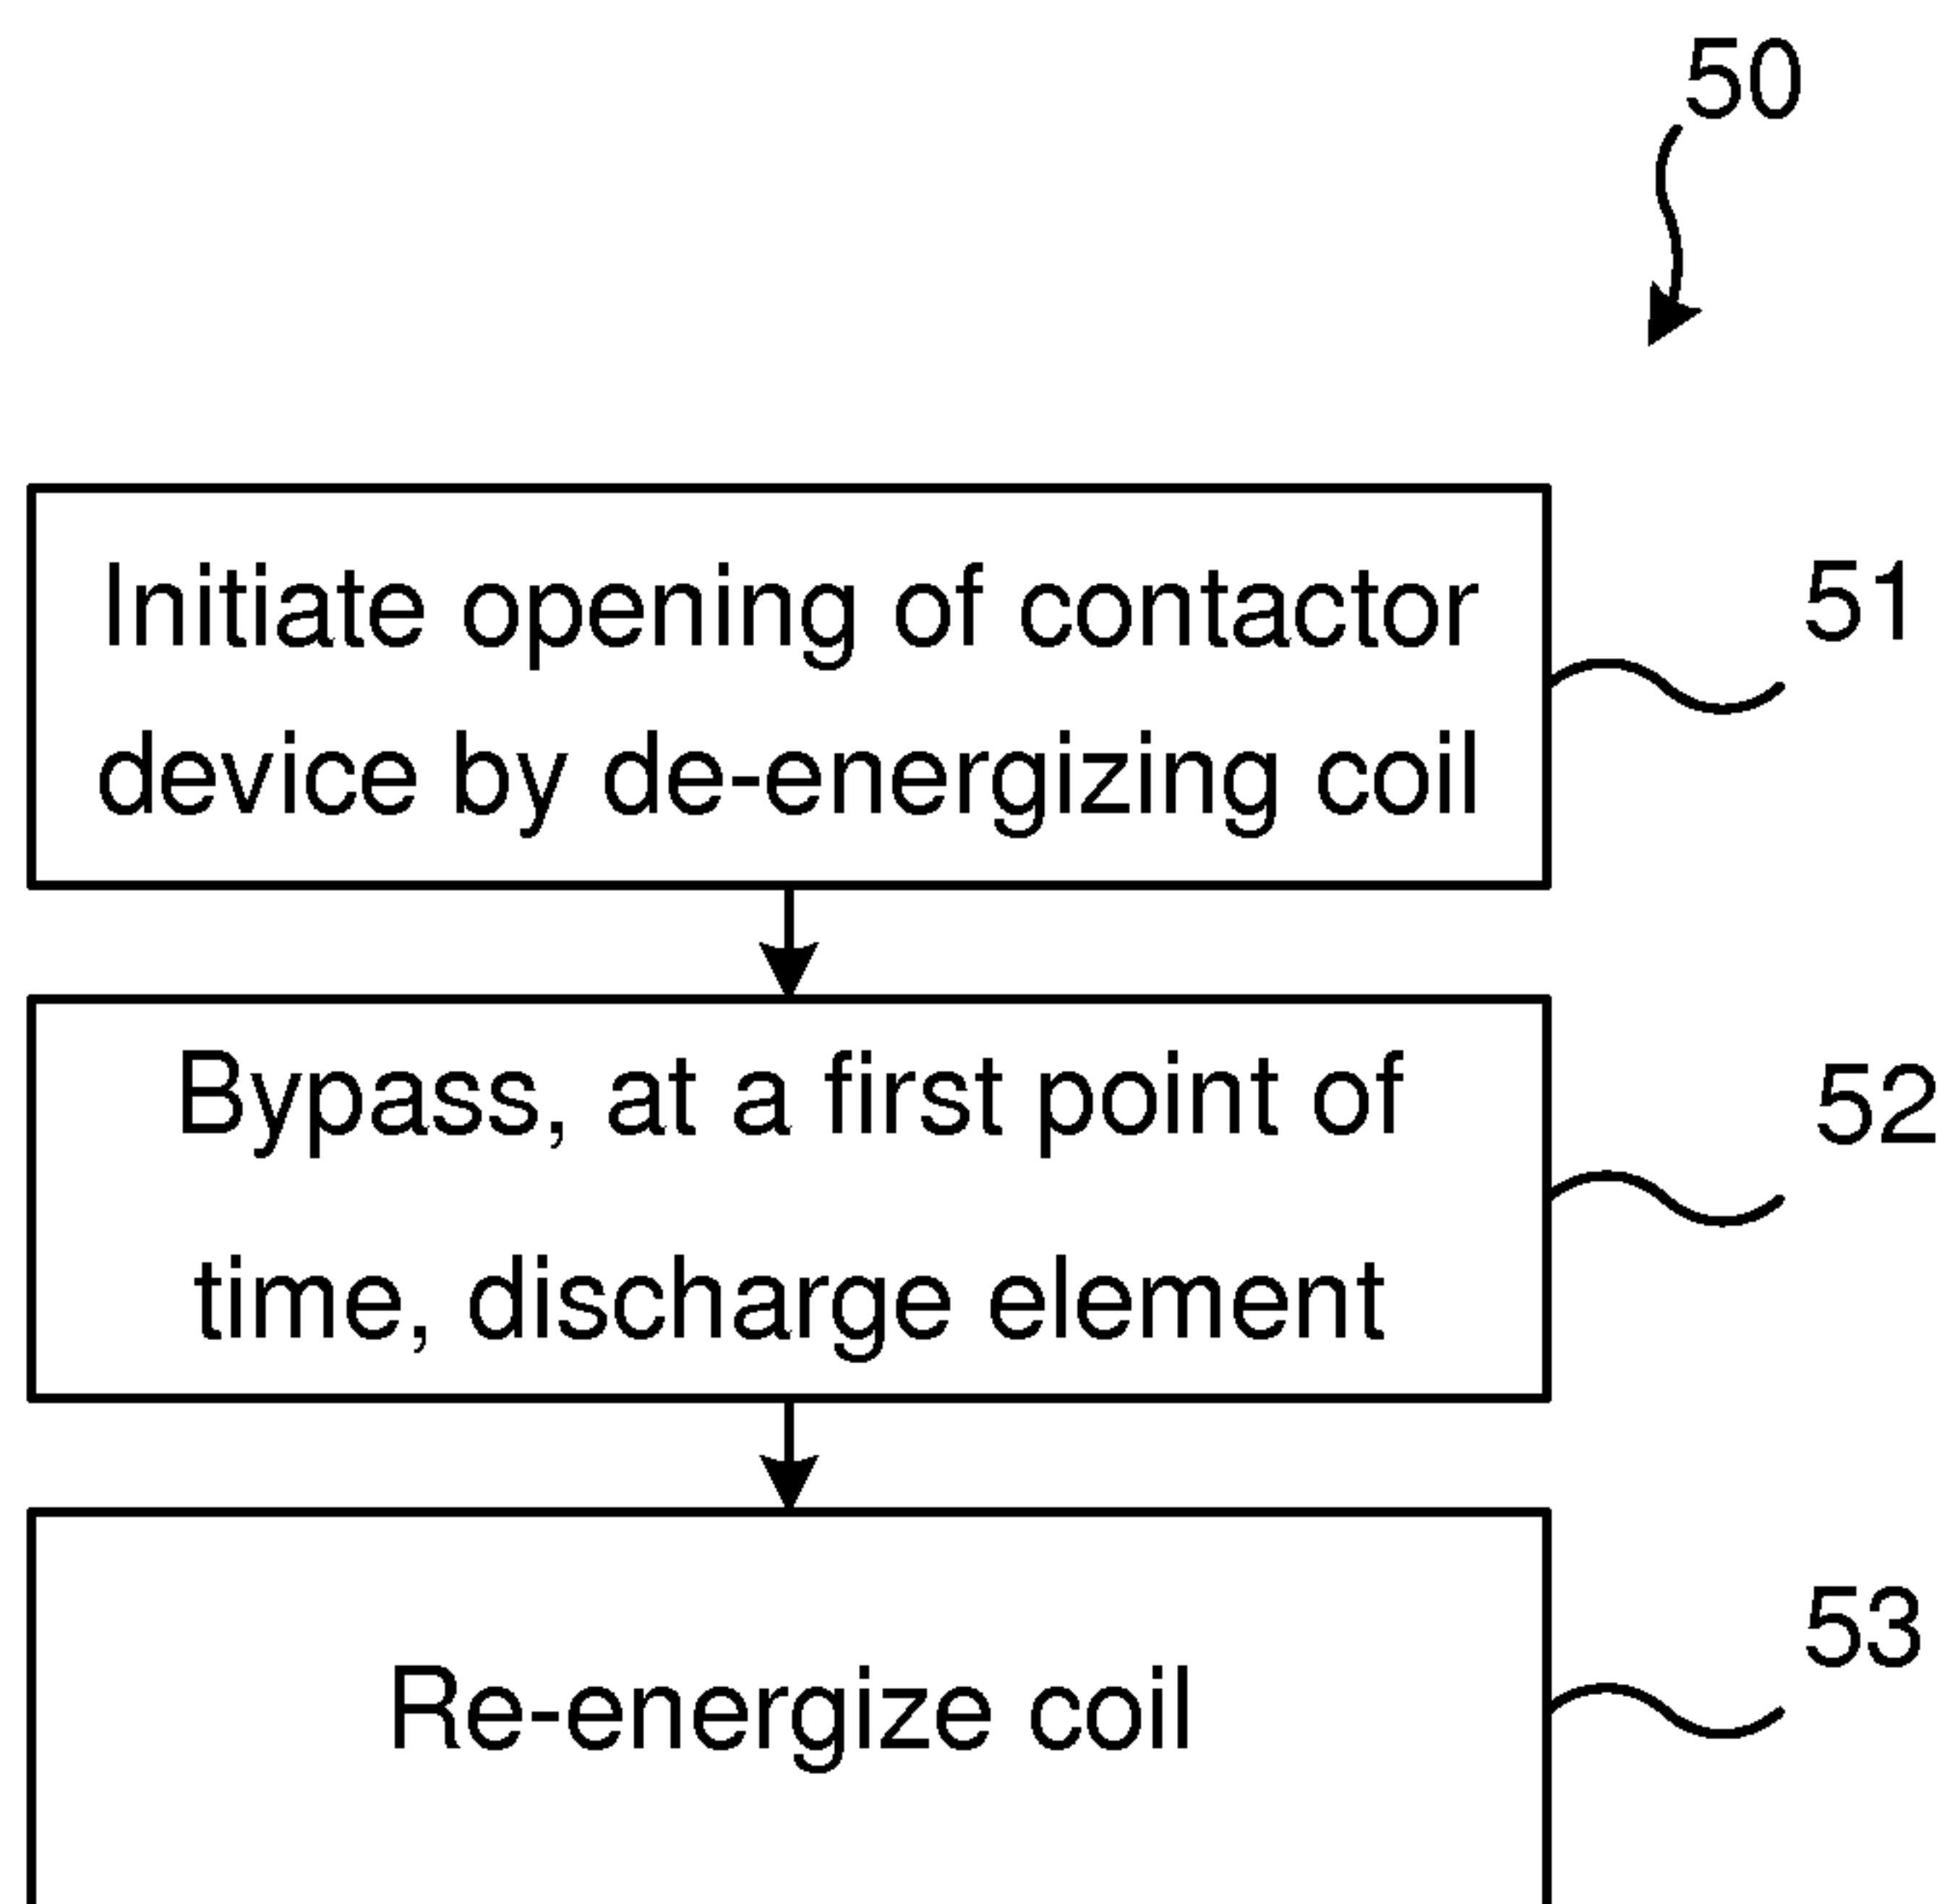 50
Initiate opening of contactor
device by de-energizing coil
51
Bypass, at a first point of
time, discharge element
52
Re-energize coil
53